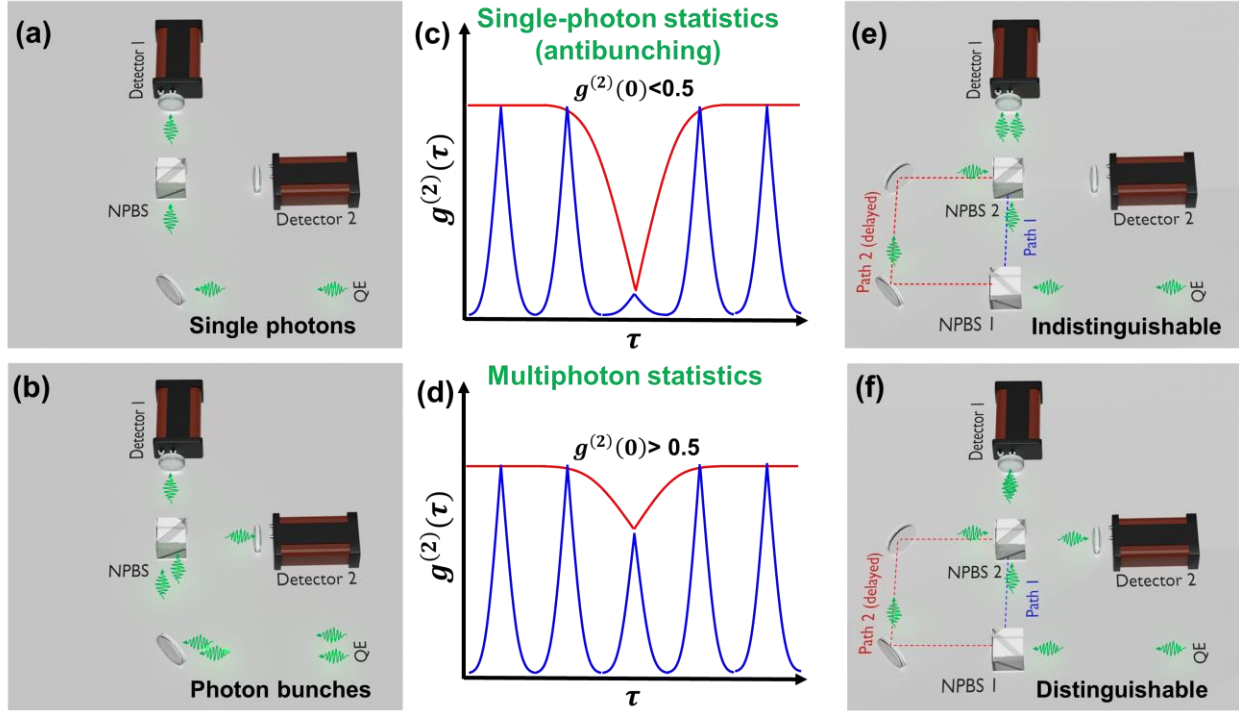 (a)
Detector 1
NPBS
Detector 2
QE
Single photons
(b)
Detector 1
NPBS
Detector 2
QE
Photon bunches
(c)
Single-photon statistics
(antibunching)
g⁽²⁾(0)<0.5
g⁽²⁾(τ)
τ
(d)
Multiphoton statistics
g⁽²⁾(0)> 0.5
g⁽²⁾(τ)
τ
(e)
Detector 1
NPBS 2
Detector 2
Path 2 (delayed)
Path 1
QE
NPBS 1
Indistinguishable
(f)
Detector 1
NPBS 2
Detector 2
Path 2 (delayed)
Path 1
QE
NPBS 1
Distinguishable